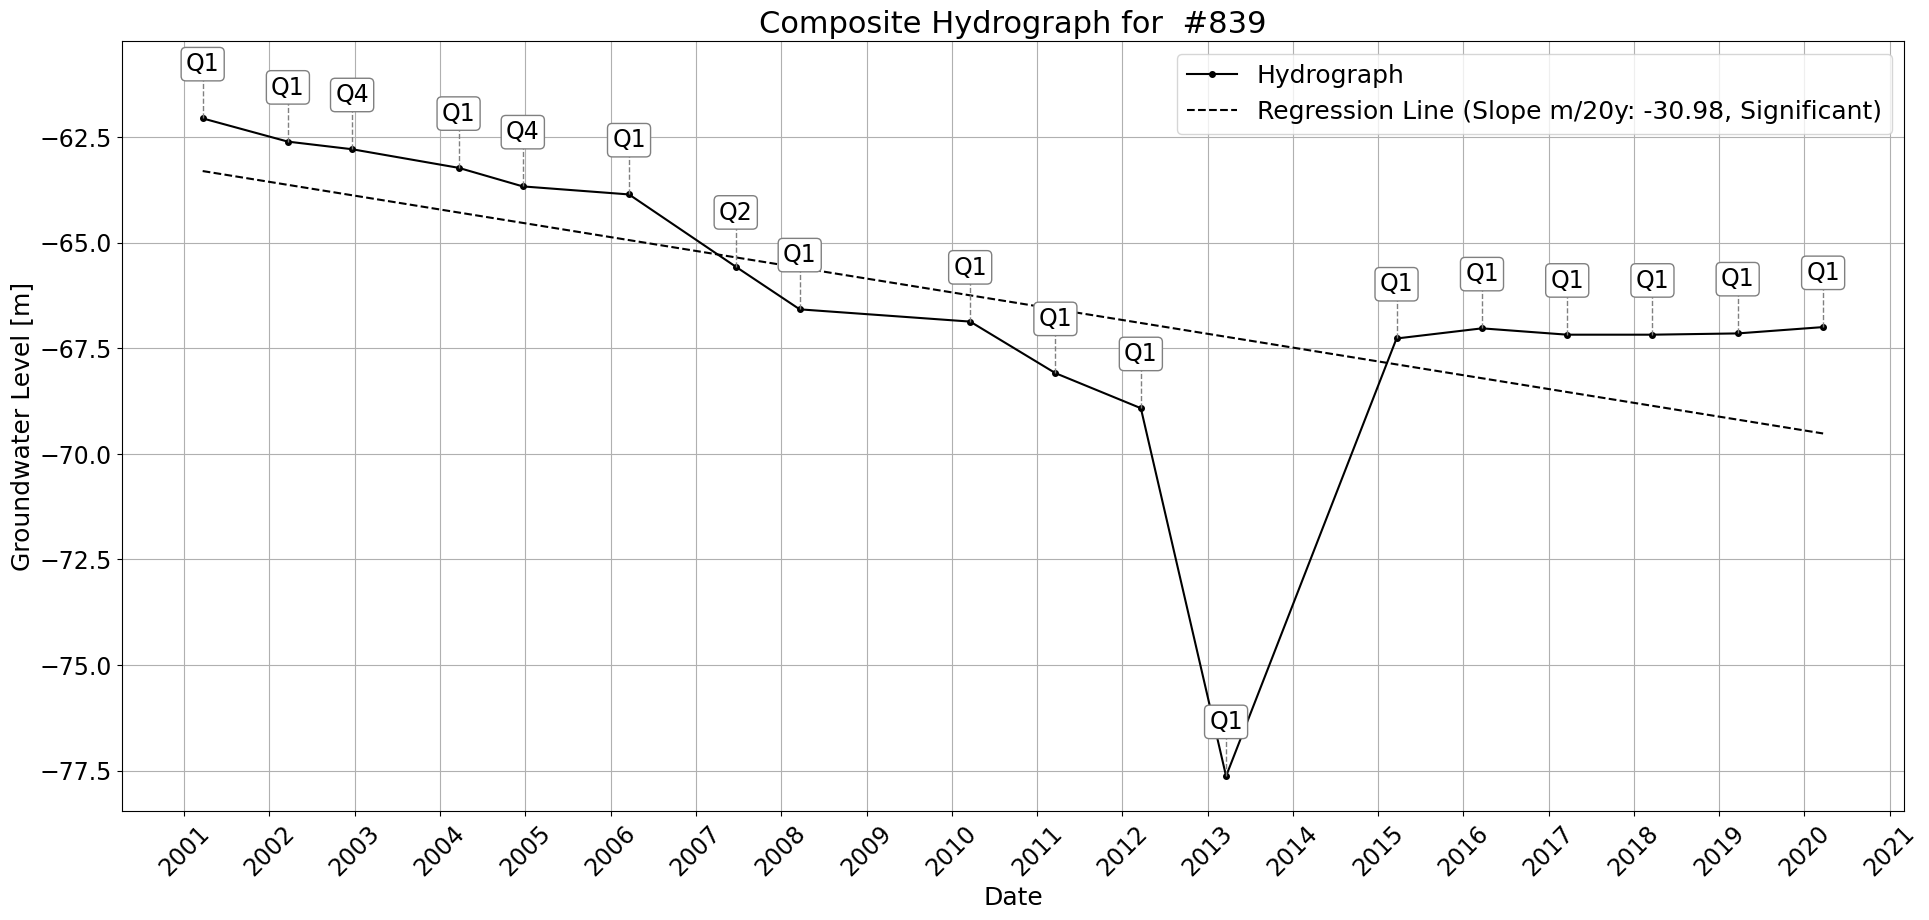 Composite Hydrograph for  #839
Hydrograph
Regression Line (Slope m/20y: -30.98, Significant)
Q1
Q1
Q4
Q1
Q4
Q1
Q2
Q1
Q1
Q1
Q1
Q1
Q1
Q1
Q1
Q1
Q1
Q1
Groundwater Level [m]
−62.5
−65.0
−67.5
−70.0
−72.5
−75.0
−77.5
2001
2002
2003
2004
2005
2006
2007
2008
2009
2010
2011
2012
2013
2014
2015
2016
2017
2018
2019
2020
2021
Date